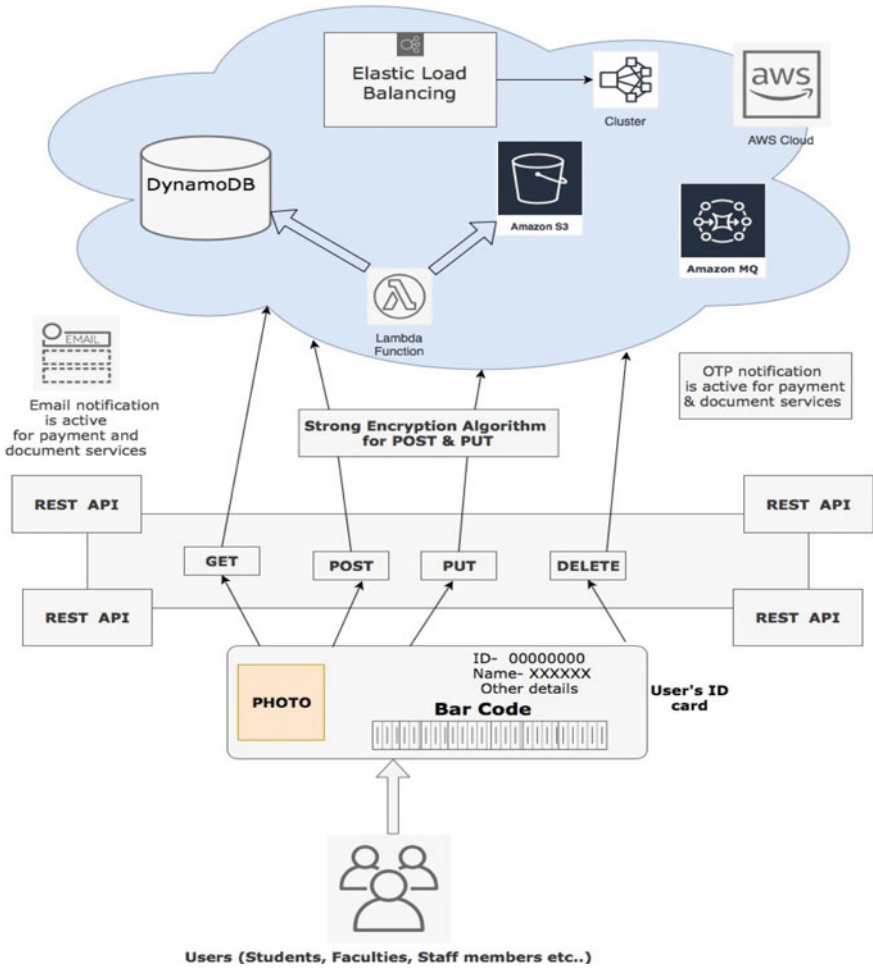 Elastic Load
Balancing
Cluster
aws
AWS Cloud
DynamoDB
Amazon S3
Amazon MQ
Lambda
Function
EMAIL
Email notification
is active
for payment and
document services
OTP notification
is active for payment
& document services
Strong Encryption Algorithm
for POST & PUT
REST API
REST API
GET
POST
PUT
DELETE
REST API
REST API
ID- 00000000
Name- XXXXXX
Other details
PHOTO
Bar Code
User's ID
card
Users (Students, Faculties, Staff members etc..)